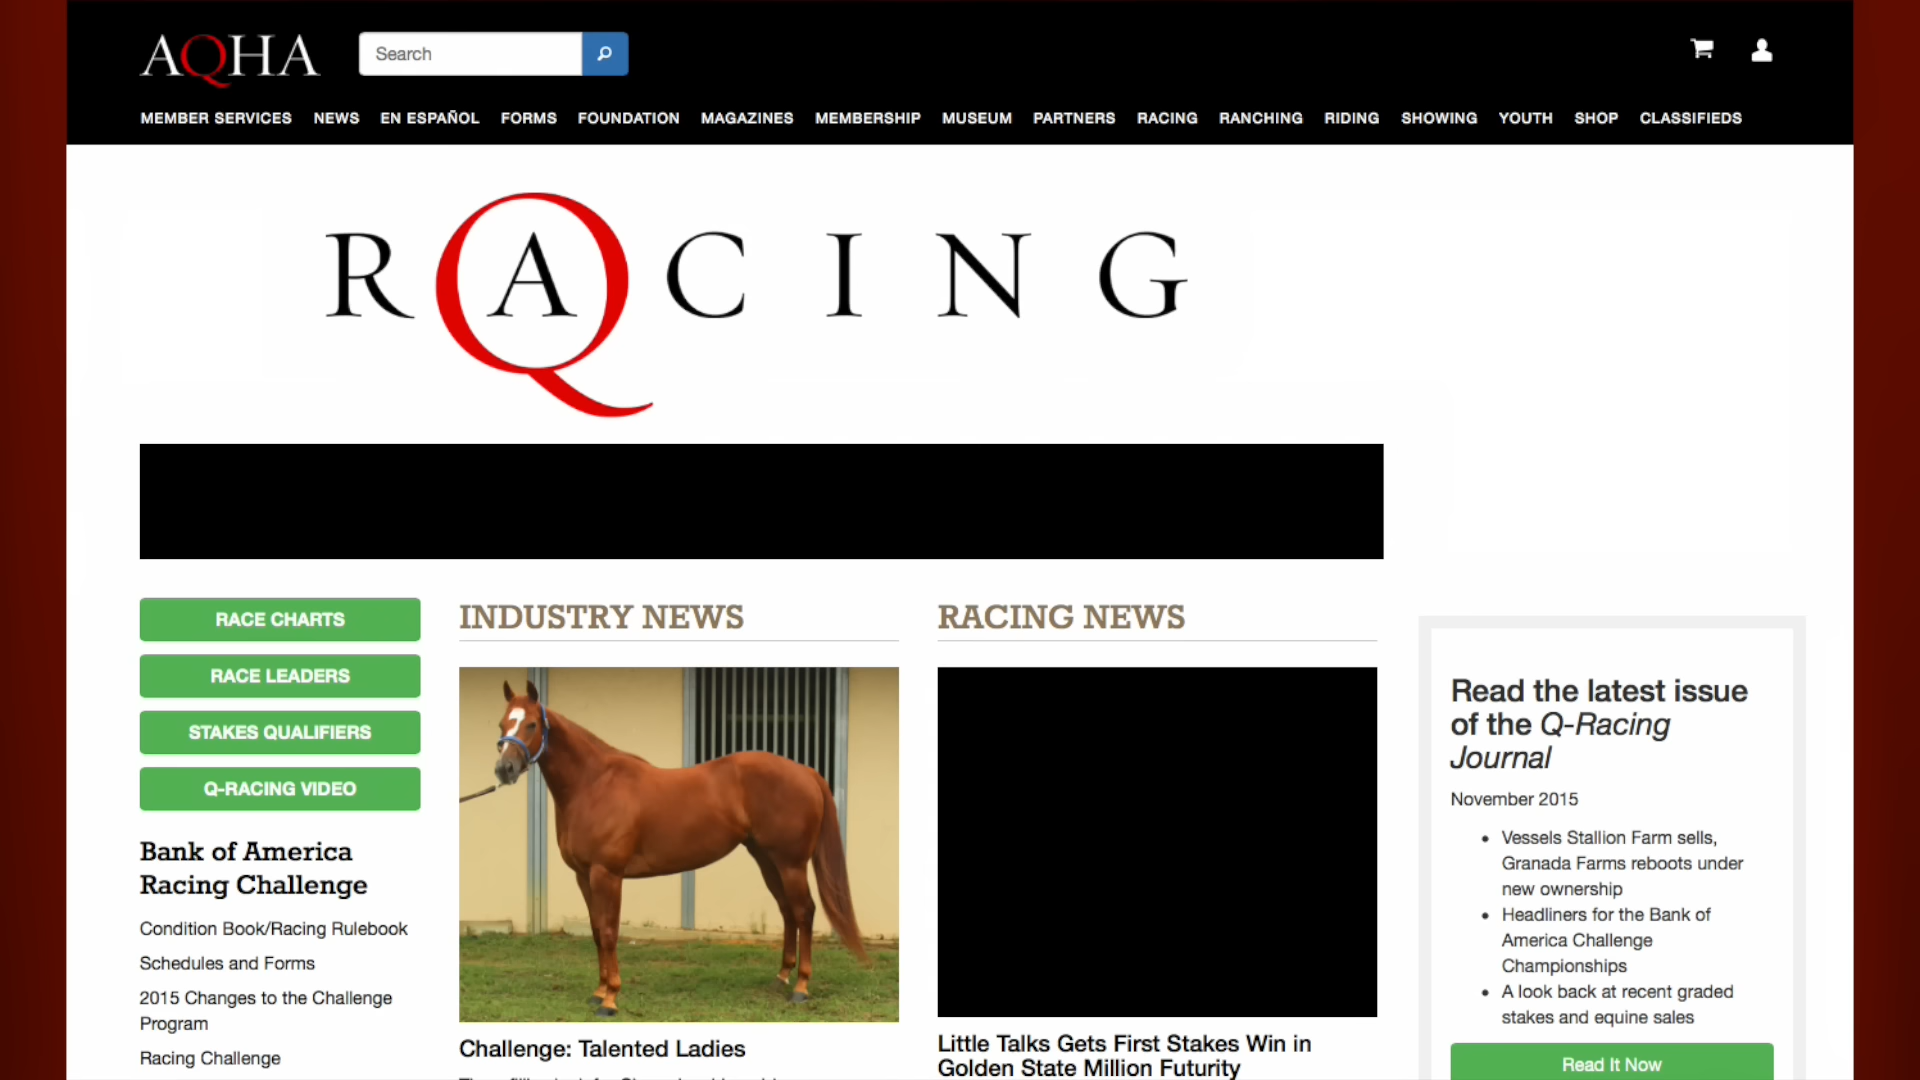 AQHA
Search
MEMBER SERVICES NEWS EN ESPAÑOL FORMS FOUNDATION MAGAZINES MEMBERSHIP MUSEUM PARTNERS RACING RANCHING RIDING SHOWING YOUTH SHOP CLASSIFIEDS
RACING
RACE CHARTS
RACE LEADERS
STAKES QUALIFIERS
Q-RACING VIDEO
Bank of America
Racing Challenge
Condition Book/Racing Rulebook
Schedules and Forms
2015 Changes to the Challenge
Program
Racing Challenge
INDUSTRY NEWS
Challenge: Talented Ladies
RACING NEWS
Little Talks Gets First Stakes Win in
Golden State Million Futurity
Read the latest issue
of the Q-Racing
Journal
November 2015
• Vessels Stallion Farm sells,
Granada Farms reboots under
new ownership
• Headliners for the Bank of
America Challenge
Championships
• A look back at recent graded
stakes and equine sales
Read It Now